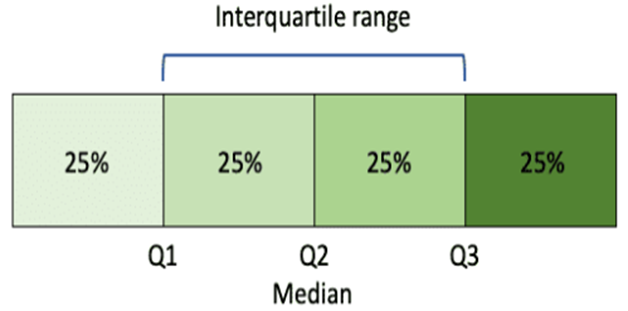 Interquartile range
25% 25% 25% 25%
Q1 Q2 Q3
Median